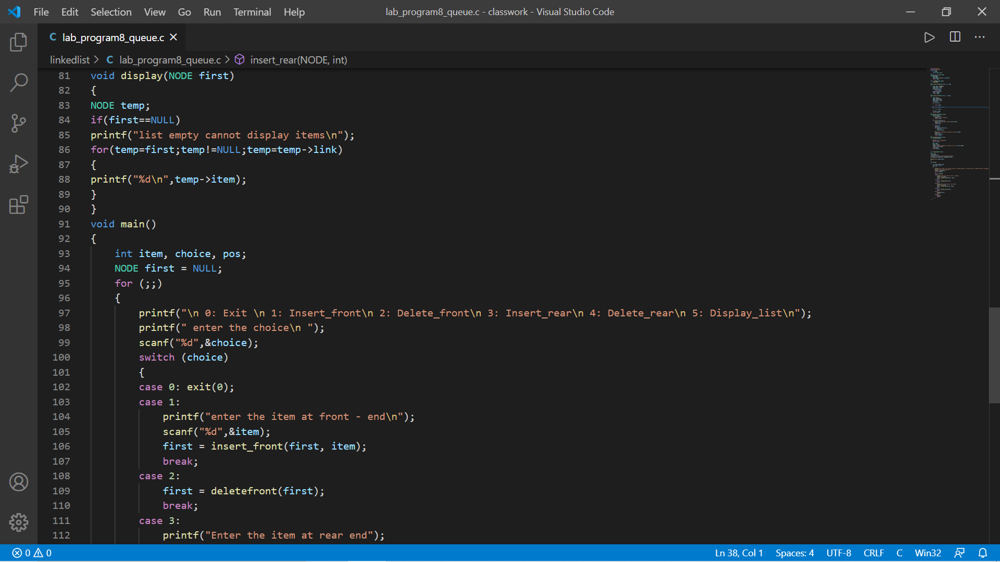 File Edit Selection View Go Run Terminal Help lab_program8_queue.c - classwork - Visual Studio Code
C lab_program8_queue.c
linkedlist > C lab_program8_queue.c > insert_rear(NODE, int)
81 void display(NODE first)
82 {
83 NODE temp;
84 if(first==NULL)
85 printf("list empty cannot display items\n");
86 for(temp=first;temp!=NULL;temp=temp->link)
87 {
88 printf("%d\n",temp->item);
89 }
90 }
91 void main()
92 {
93 int item, choice, pos;
94 NODE first = NULL;
95 for (;;)
96 {
97 printf("\n 0: Exit \n 1: Insert_front\n 2: Delete_front\n 3: Insert_rear\n 4: Delete_rear\n 5: Display_list\n");
98 printf(" enter the choice\n ");
99 scanf("%d",&choice);
100 switch (choice)
101 {
102 case 0: exit(0);
103 case 1:
104 printf("enter the item at front - end\n");
105 scanf("%d",&item);
106 first = insert_front(first, item);
107 break;
108 case 2:
109 first = deletefront(first);
110 break;
111 case 3:
112 printf("Enter the item at rear end");
0 0 Ln 38, Col 1 Spaces: 4 UTF-8 CRLF C Win32